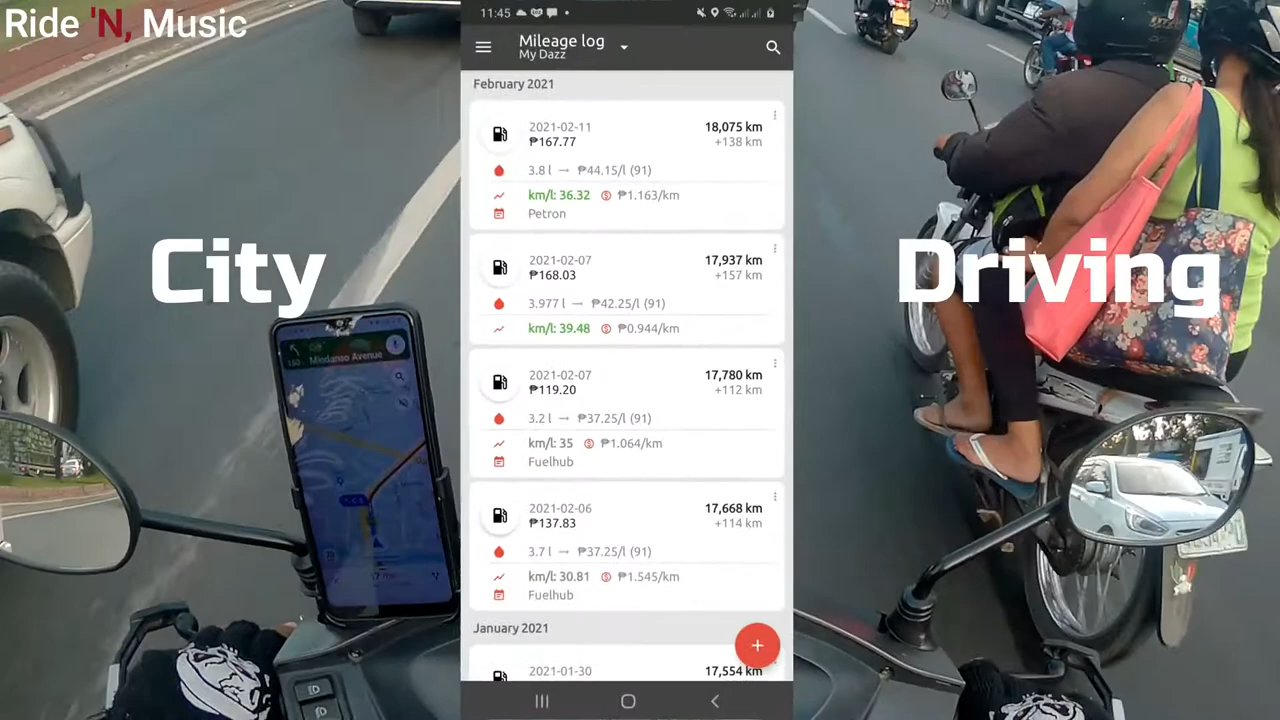 Ride 'N, Music
City
Driving
11:45
Mileage log
My Dazz
February 2021
2021-02-11
18,075 km
₱167.77
+138 km
3.8 l → ₱44.15/l (91)
km/l: 36.32 ₱1.163/km
Petron
2021-02-07
17,937 km
₱168.03
+157 km
3.977 l → ₱42.25/l (91)
km/l: 39.48 ₱0.944/km
2021-02-07
17,780 km
₱119.20
+112 km
3.2 l → ₱37.25/l (91)
km/l: 35 ₱1.064/km
Fuelhub
2021-02-06
17,668 km
₱137.83
+114 km
3.7 l → ₱37.25/l (91)
km/l: 30.81 ₱1.545/km
Fuelhub
January 2021
2021-01-30
17,554 km
Mindanao Avenue